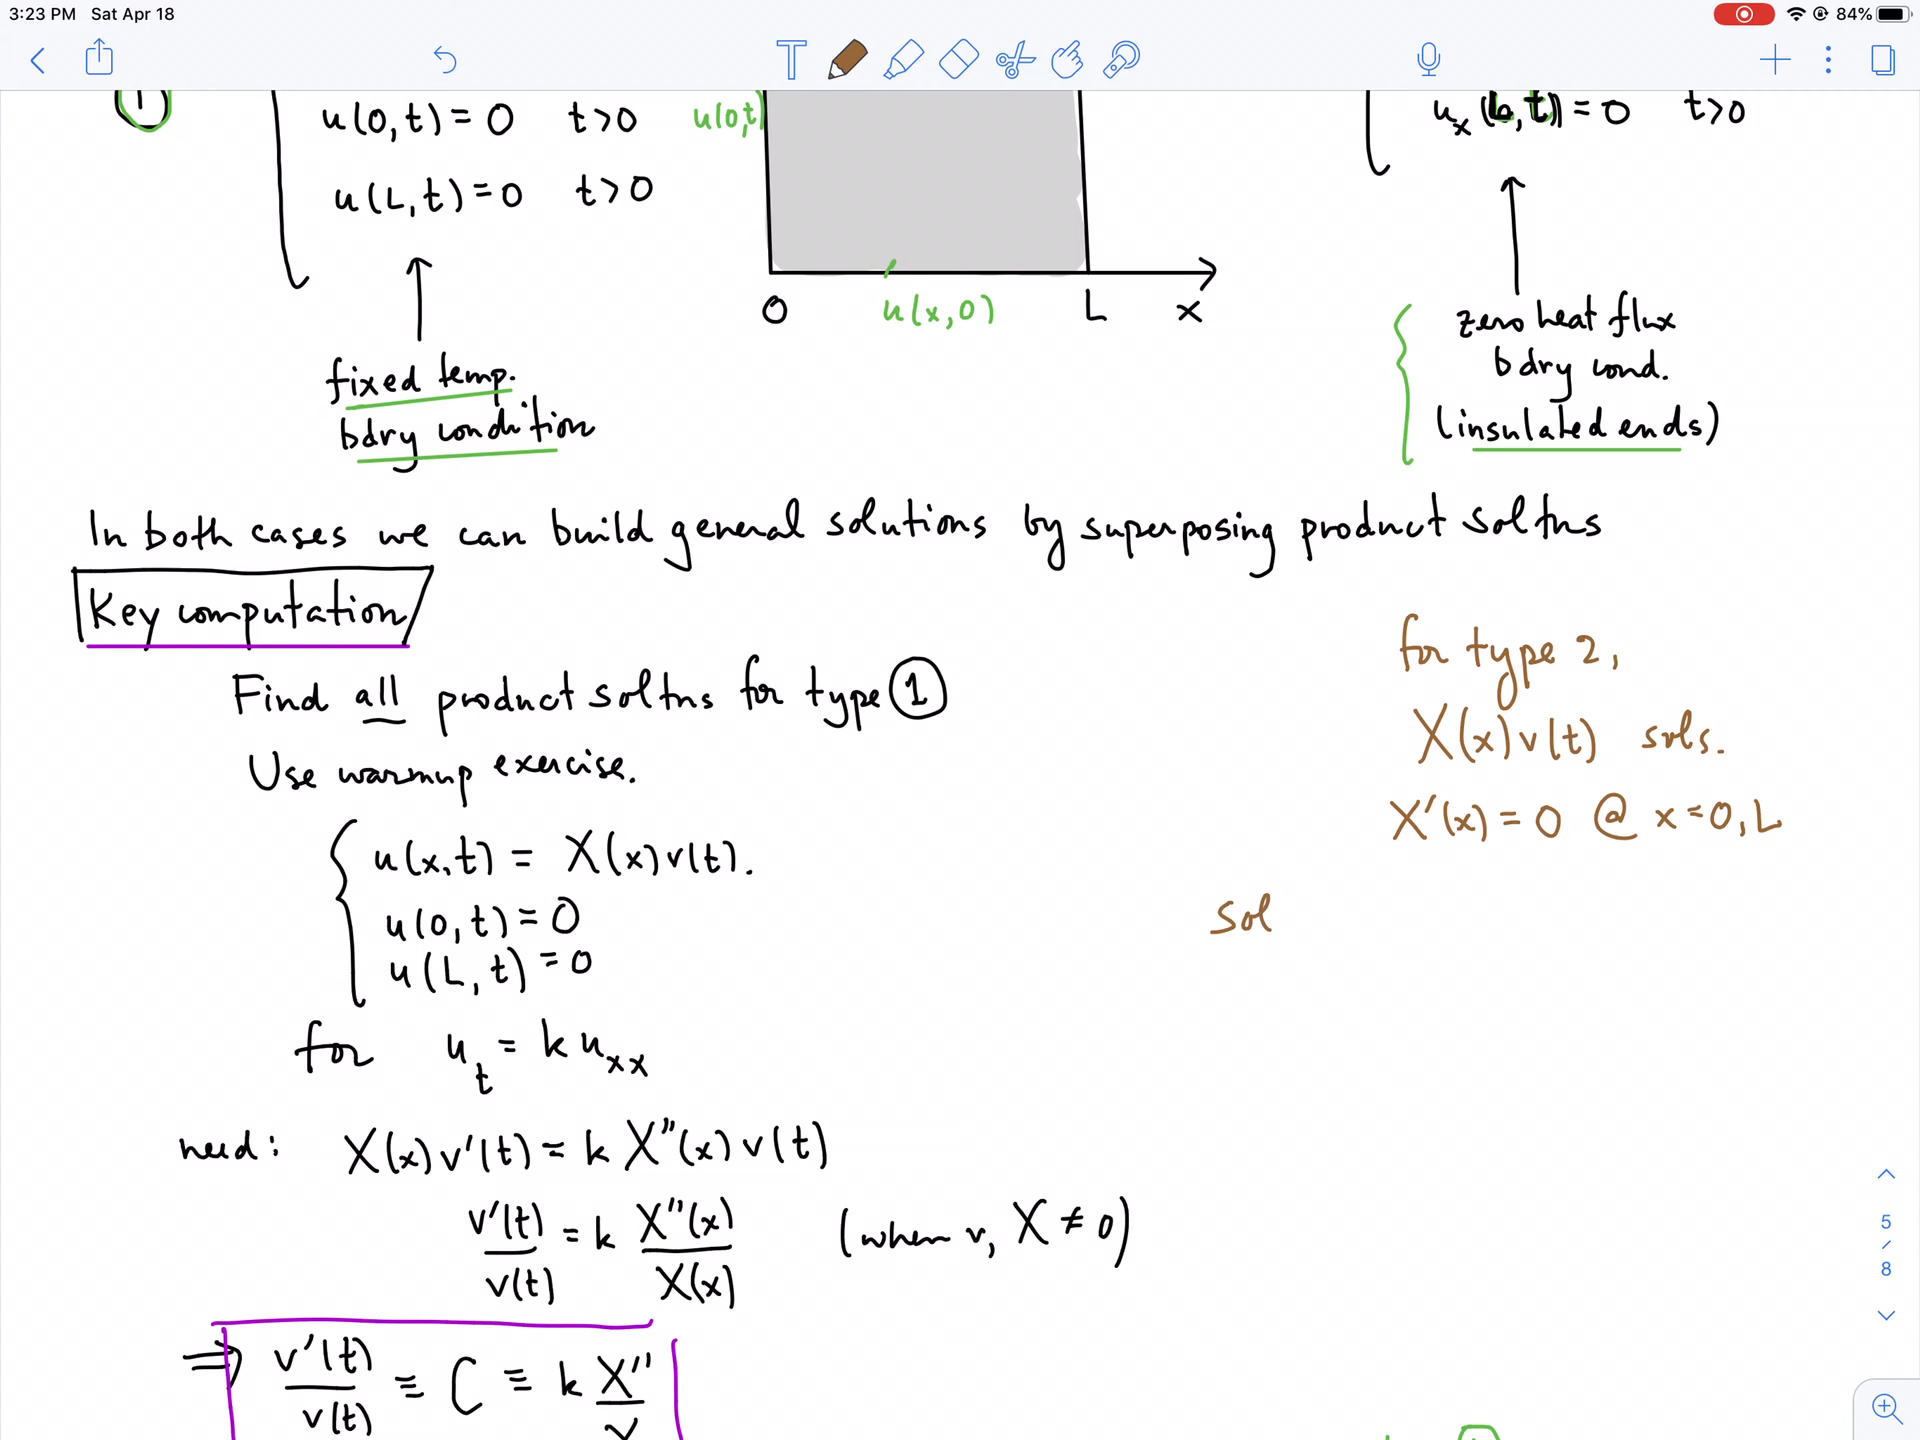 3:23 PM Sat Apr 18
84%
1
u(0,t) = 0 t>0
u(0,t)
u(L,t) = 0 t>0
u(x,0)
0
L
x
fixed temp.
bdry condition
t>0
zero heat flux
bdry cond.
(insulated ends)
In both cases we can build general solutions by superposing product soltns
Key computation
Find all product soltns for type ①
Use warmup exercise.
u(x,t) = X(x)v(t).
u(0,t) = 0
u(L,t) = 0
for u_t = k u_xx
need: X(x)v'(t) = k X''(x)v(t)
v'(t)/v(t) = k X''(x)/X(x) (when v, X ≠ 0)
⇒ v'(t)/v(t) ≡ C ≡ k X''
for type 2,
X(x)v(t) sols.
X'(x) = 0 @ x=0,L
sol
5
/
8